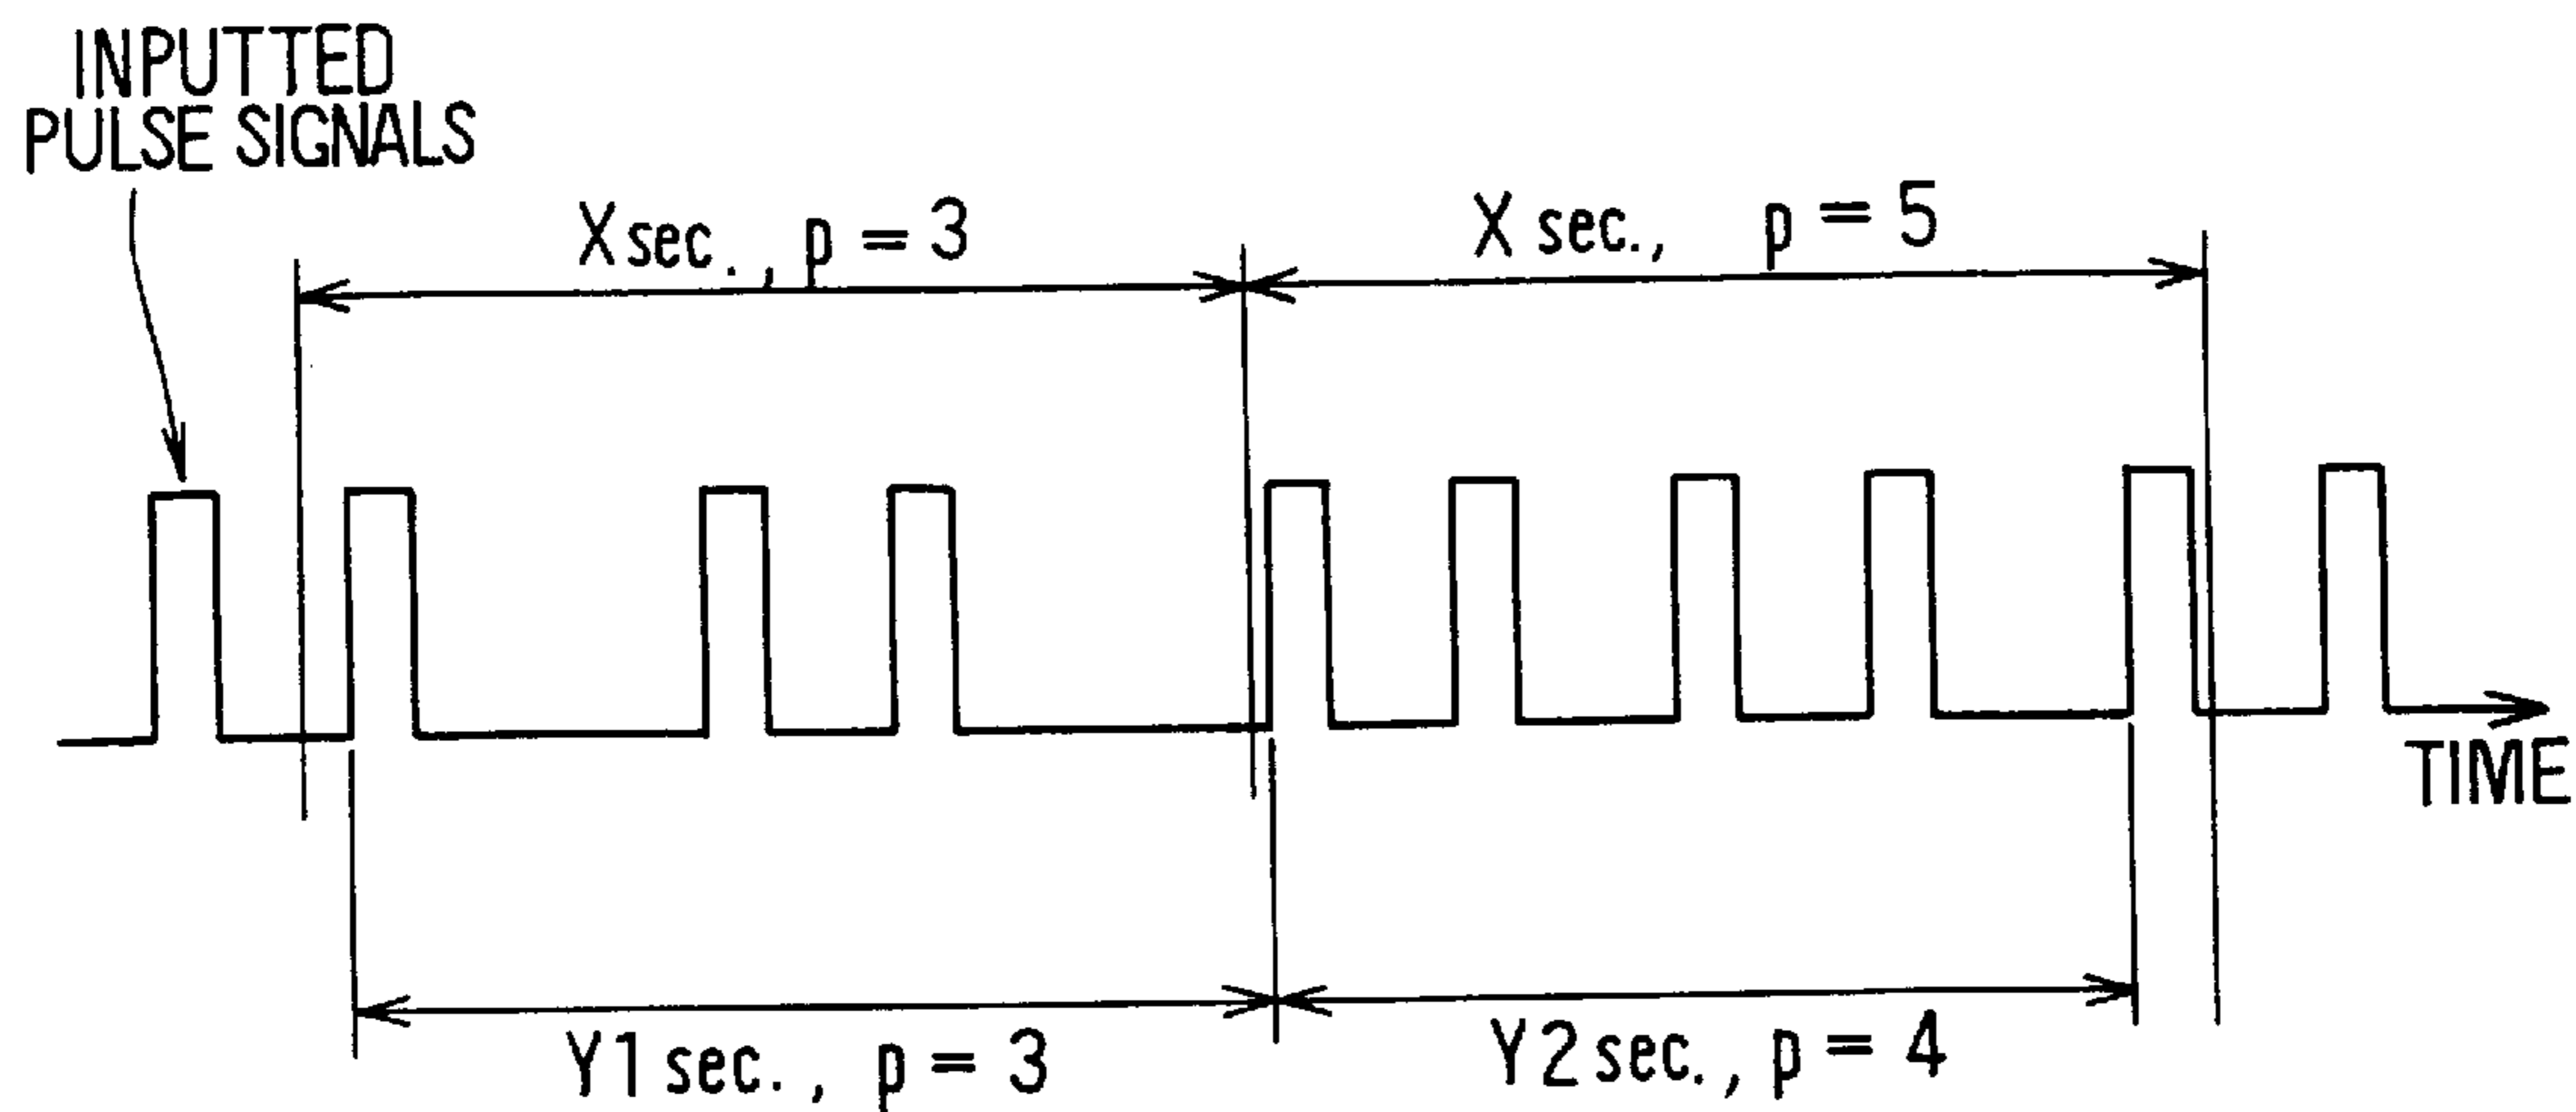 INPUTTED
PULSE SIGNALS
X sec., p = 3
X sec., p = 5
TIME
Y1 sec., p = 3
Y2 sec., p = 4